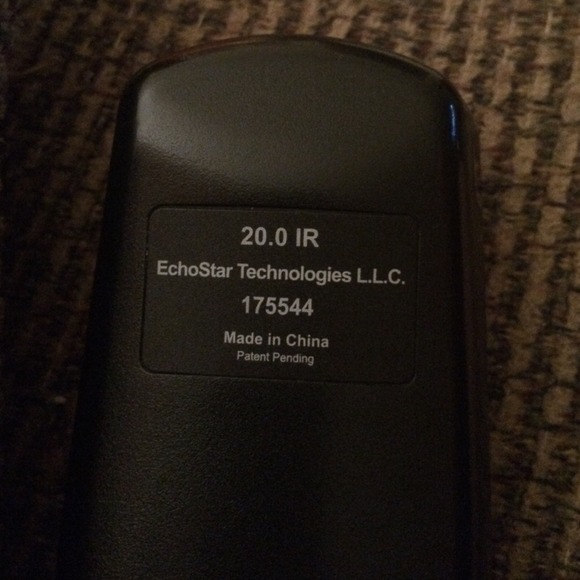 20.0 IR
EchoStar Technologies L.L.C.
175544
Made in China
Patent Pending